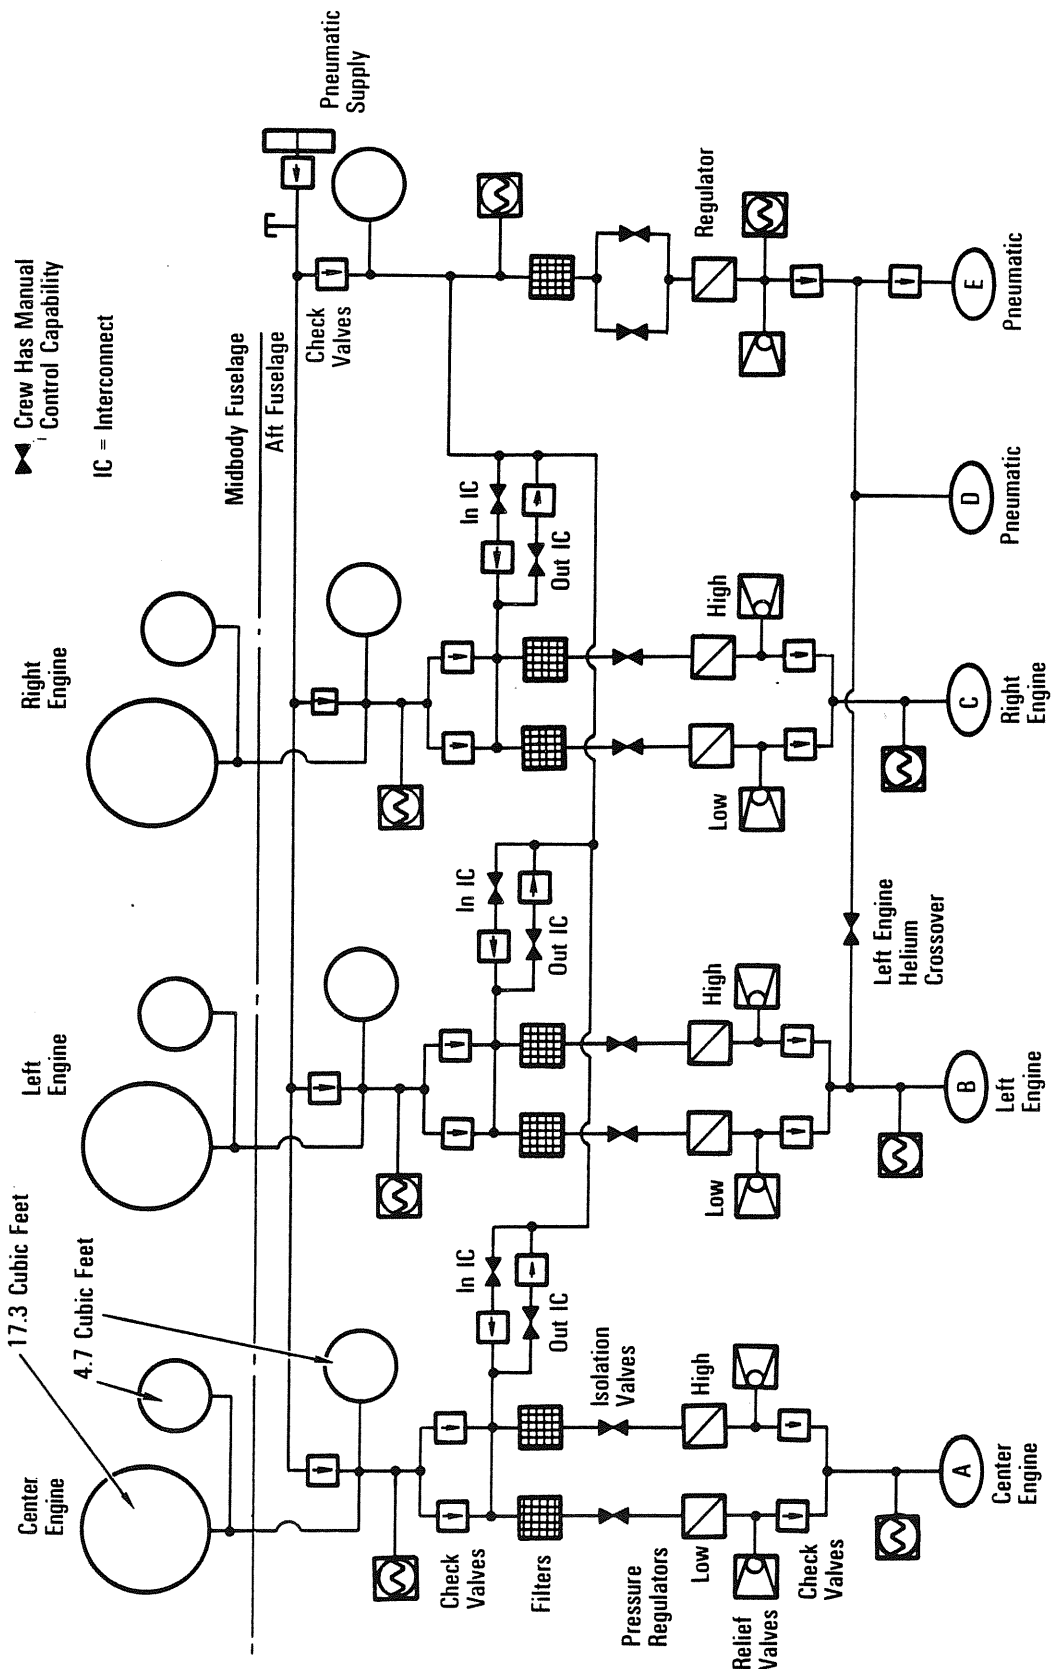 Crew Has Manual
Control Capability
IC = Interconnect
Center
Engine
17.3 Cubic Feet
4.7 Cubic Feet
Left
Engine
Right
Engine
Midbody Fuselage
Aft Fuselage
Pneumatic
Supply
Check
Valves
Check
Valves
In IC
Out IC
In IC
Out IC
In IC
Out IC
Filters
Isolation
Valves
Pressure
Regulators
Low
High
Low
High
Low
High
Regulator
Relief
Valves
Check
Valves
Left Engine
Helium
Crossover
A
Center
Engine
B
Left
Engine
C
Right
Engine
D
Pneumatic
E
Pneumatic